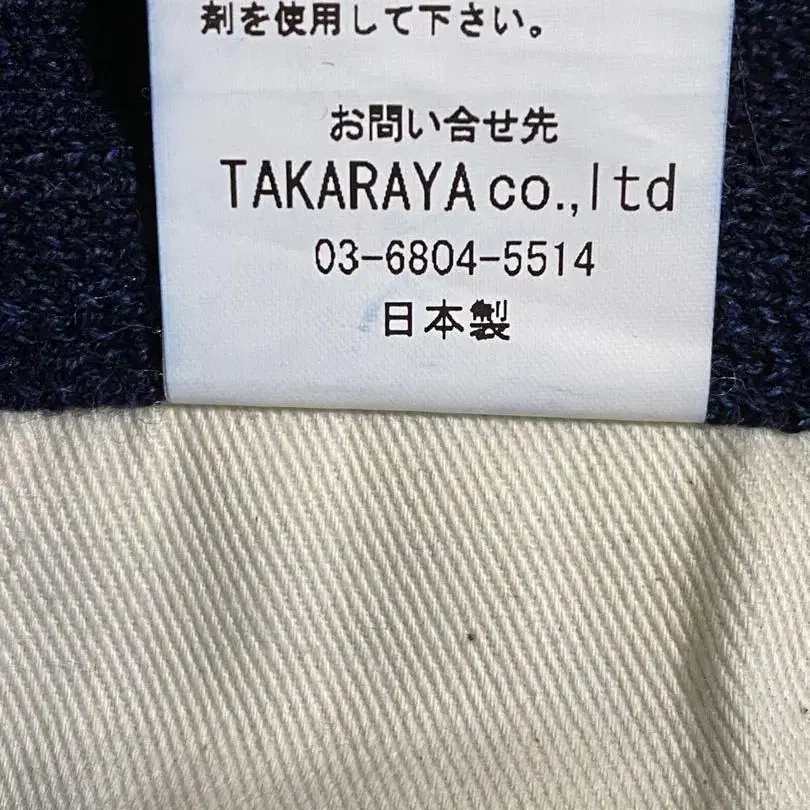 剤を使用して下さい。
お問い合せ先
TAKARAYA co.,ltd
03-6804-5514
日本製